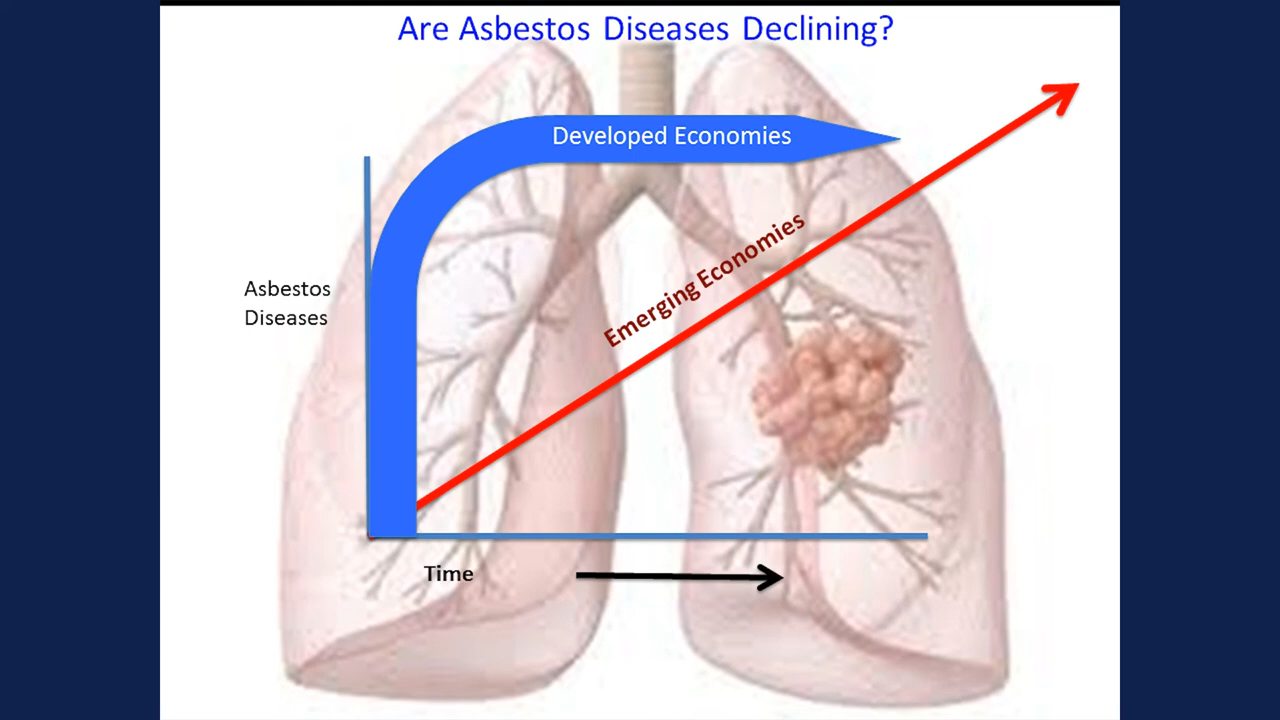 Are Asbestos Diseases Declining?
Developed Economies
Emerging Economies
Asbestos
Diseases
Time